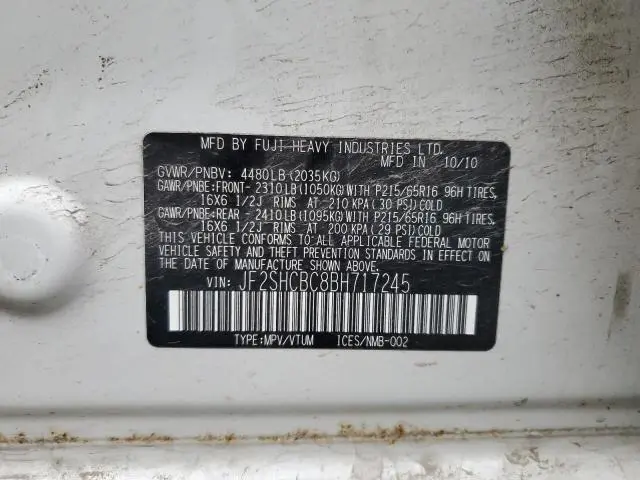 MFD BY FUJI HEAVY INDUSTRIES LTD.
MFD IN 10/10
GVWR/PNBV: 4480LB(2035KG)
GAWR/PNBE:FRONT- 2310LB(1050KG)WITH P215/65R16 96H TIRES,
16X6 1/2J RIMS AT 210 KPA(30 PSI)COLD
GAWR/PNBE:REAR - 2410LB(1095KG)WITH P215/65R16 96H TIRES,
16X6 1/2J RIMS AT 200 KPA(29 PSI)COLD
THIS VEHICLE CONFORMS TO ALL APPLICABLE FEDERAL MOTOR
VEHICLE SAFETY AND THEFT PREVENTION STANDARDS IN EFFECT ON
THE DATE OF MANUFACTURE SHOWN ABOVE.
VIN: JF2SHCBC8BH717245
TYPE:MPV/VTUM ICES/NMB-002